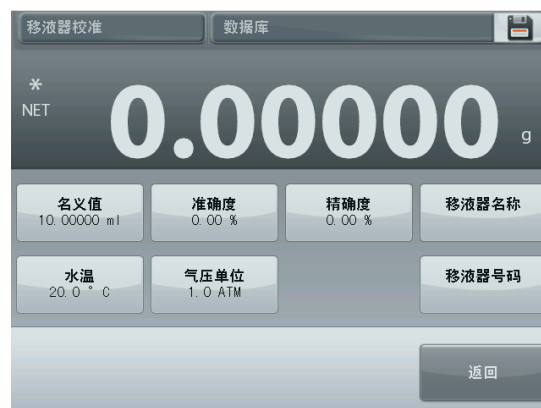 移液器校准 数据库
*
NET
0.00000 g
名义值 准确度 精确度 移液器名称
10.00000 ml 0.00 % 0.00 %
水温 气压单位 移液器号码
20.0 ° C 1.0 ATM
返回